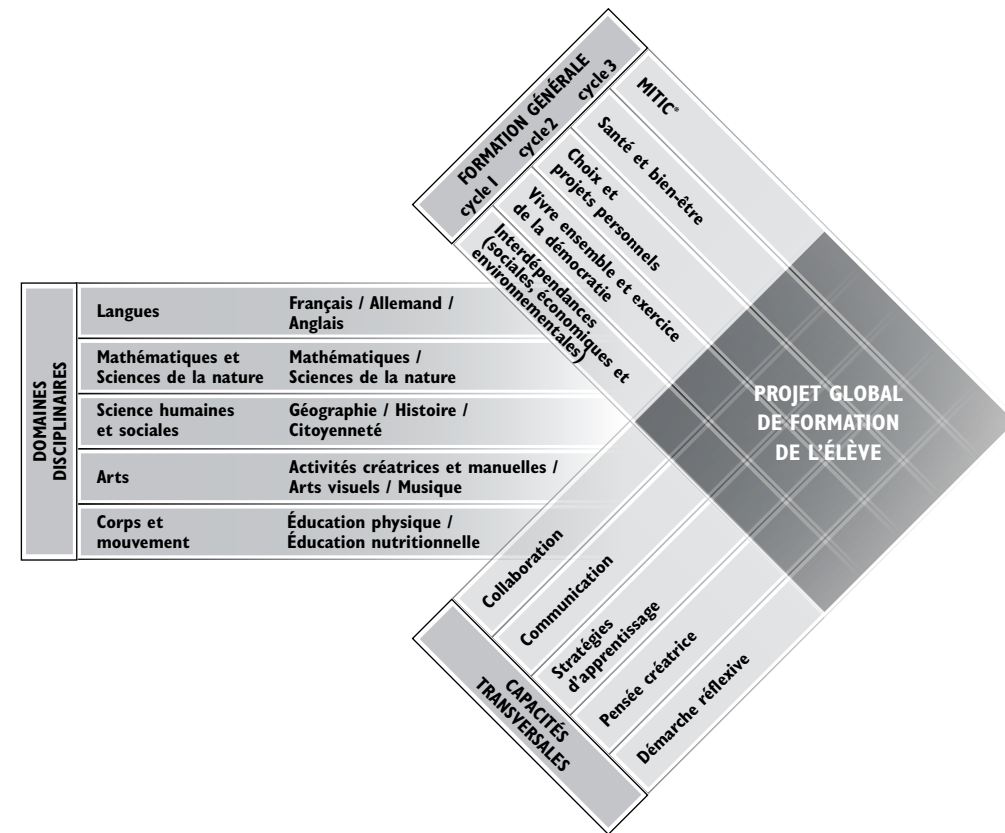 FORMATION GÉNÉRALE
cycle 1 cycle 2 cycle 3
MITIC*
Santé et bien-être
Choix et
projets personnels
Vivre ensemble et exercice
de la démocratie
Interdépendances
(sociales, économiques et
environnementales)
DOMAINES
DISCIPLINAIRES
Langues
Français / Allemand /
Anglais
Mathématiques et
Sciences de la nature
Mathématiques /
Sciences de la nature
Science humaines
et sociales
Géographie / Histoire /
Citoyenneté
Arts
Activités créatrices et manuelles /
Arts visuels / Musique
Corps et
mouvement
Éducation physique /
Éducation nutritionnelle
PROJET GLOBAL
DE FORMATION
DE L'ÉLÈVE
Collaboration
Communication
Stratégies
d'apprentissage
Pensée créatrice
Démarche réflexive
CAPACITÉS
TRANSVERSALES